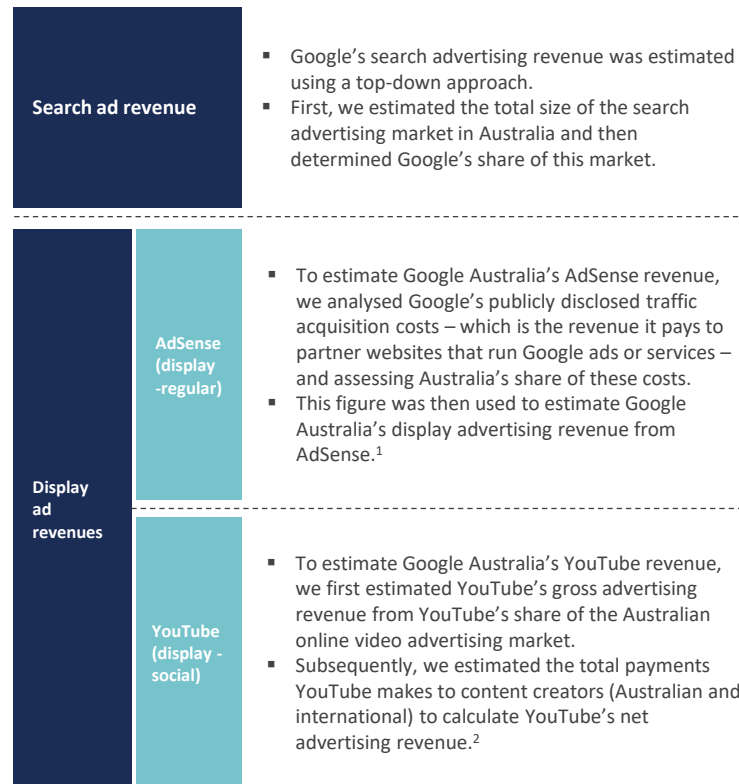 Search ad revenue
▪ Google's search advertising revenue was estimated
using a top-down approach.
▪ First, we estimated the total size of the search
advertising market in Australia and then
determined Google's share of this market.
Display
ad
revenues
AdSense
(display
-regular)
▪ To estimate Google Australia's AdSense revenue,
we analysed Google's publicly disclosed traffic
acquisition costs – which is the revenue it pays to
partner websites that run Google ads or services –
and assessing Australia's share of these costs.
▪ This figure was then used to estimate Google
Australia's display advertising revenue from
AdSense.¹
YouTube
(display -
social)
▪ To estimate Google Australia's YouTube revenue,
we first estimated YouTube's gross advertising
revenue from YouTube's share of the Australian
online video advertising market.
▪ Subsequently, we estimated the total payments
YouTube makes to content creators (Australian and
international) to calculate YouTube's net
advertising revenue.²